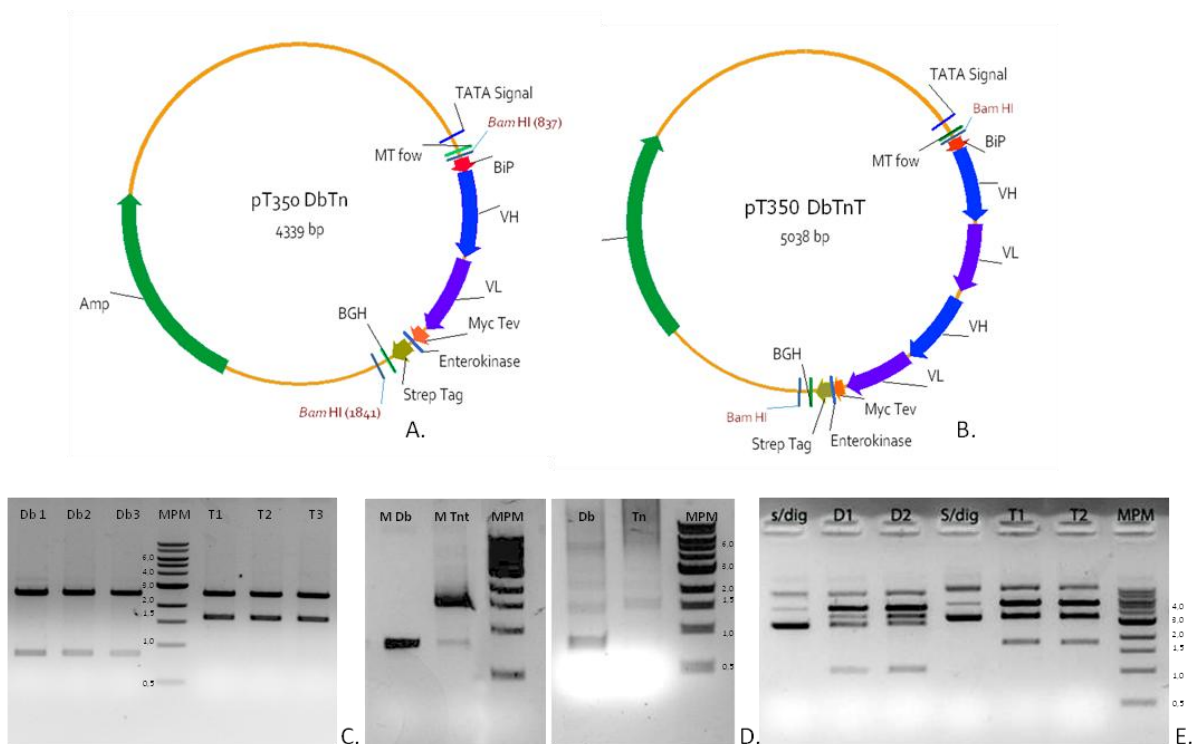 TATA Signal
Bam HI (837)
MT fow
BiP
pT350 DbTn
4339 bp
VH
Amp
VL
BGH
Myc Tev
Enterokinase
Strep Tag
Bam HI (1841)
A.
TATA Signal
Bam HI
MT fow
BiP
pT350 DbTnT
5038 bp
VH
VL
VH
BGH
VL
Myc Tev
Bam HI
Enterokinase
Strep Tag
B.
Db 1 Db2 Db3 MPM T1 T2 T3
6.0
3.0
2.0
1.5
1.0
0.5
C.
M Db M Tnt MPM
Db Tn MPM
6.0
3.0
2.0
1.5
1.0
0.5
D.
s/dig D1 D2 S/dig T1 T2 MPM
4.0
3.0
2.0
1.5
1.0
0.5
E.